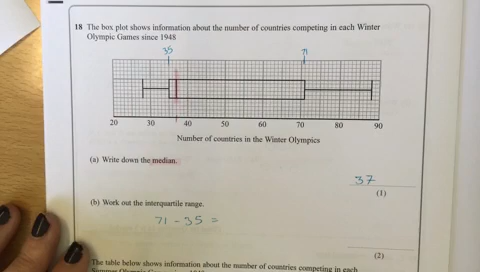 18 The box plot shows information about the number of countries competing in each Winter
Olympic Games since 1948
35 71
20 30 40 50 60 70 80 90
Number of countries in the Winter Olympics
(a) Write down the median.
37
(1)
(b) Work out the interquartile range.
71 - 35 =
(2)
The table below shows information about the number of countries competing in each